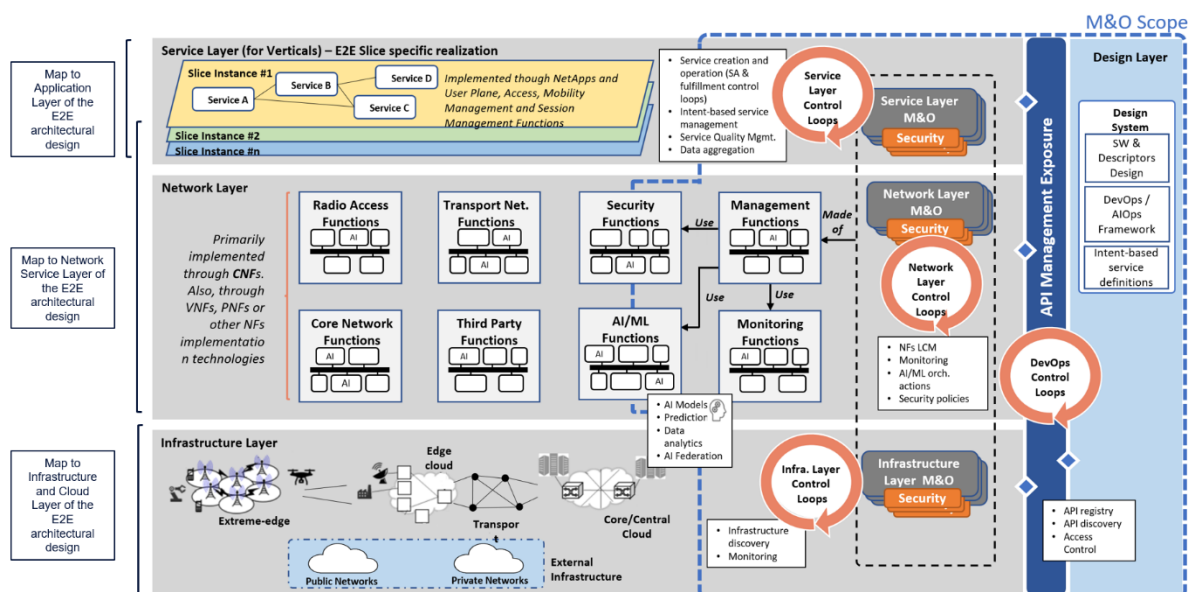 M&O Scope
Map to
Application
Layer of the
E2E
architectural
design
Service Layer (for Verticals) – E2E Slice specific realization
Slice Instance #1
Service A
Service B
Service D
Service C
Implemented though NetApps and
User Plane, Access, Mobility
Management and Session
Management Functions
Slice Instance #2
Slice Instance #n
• Service creation and
operation (SA &
fulfillment control
loops)
• Intent-based service
management
• Service Quality Mgmt.
• Data aggregation
Service
Layer
Control
Loops
Service Layer
M&O
Security
API Management Exposure
Design Layer
Design
System
SW &
Descriptors
Design
DevOps /
AIOps
Framework
Intent-based
service
definitions
Map to Network
Service Layer of
the E2E
architectural
design
Network Layer
Primarily
implemented
through CNFs.
Also, through
VNFs, PNFs or
other NFs
implementatio
n technologies
Radio Access
Functions
AI
Transport Net.
Functions
AI
AI
Security
Functions
AI
AI
Management
Functions
AI
Use
Made
of
Use
Use
Core Network
Functions
AI
AI
Third Party
Functions
AI/ML
Functions
AI
AI
Monitoring
Functions
Network Layer
M&O
Security
Network
Layer
Control
Loops
• NFs LCM
• Monitoring
• AI/ML orch.
actions
• Security policies
DevOps
Control
Loops
• AI Models
• Prediction
• Data
analytics
• AI Federation
Map to
Infrastructure
and Cloud
Layer of the
E2E
architectural
design
Infrastructure Layer
Extreme-edge
Edge
cloud
Transpor
Core/Central
Cloud
Public Networks
Private Networks
External
Infrastructure
Infra. Layer
Control
Loops
• Infrastructure
discovery
• Monitoring
Infrastructure
Layer M&O
Security
• API registry
• API discovery
• Access
Control